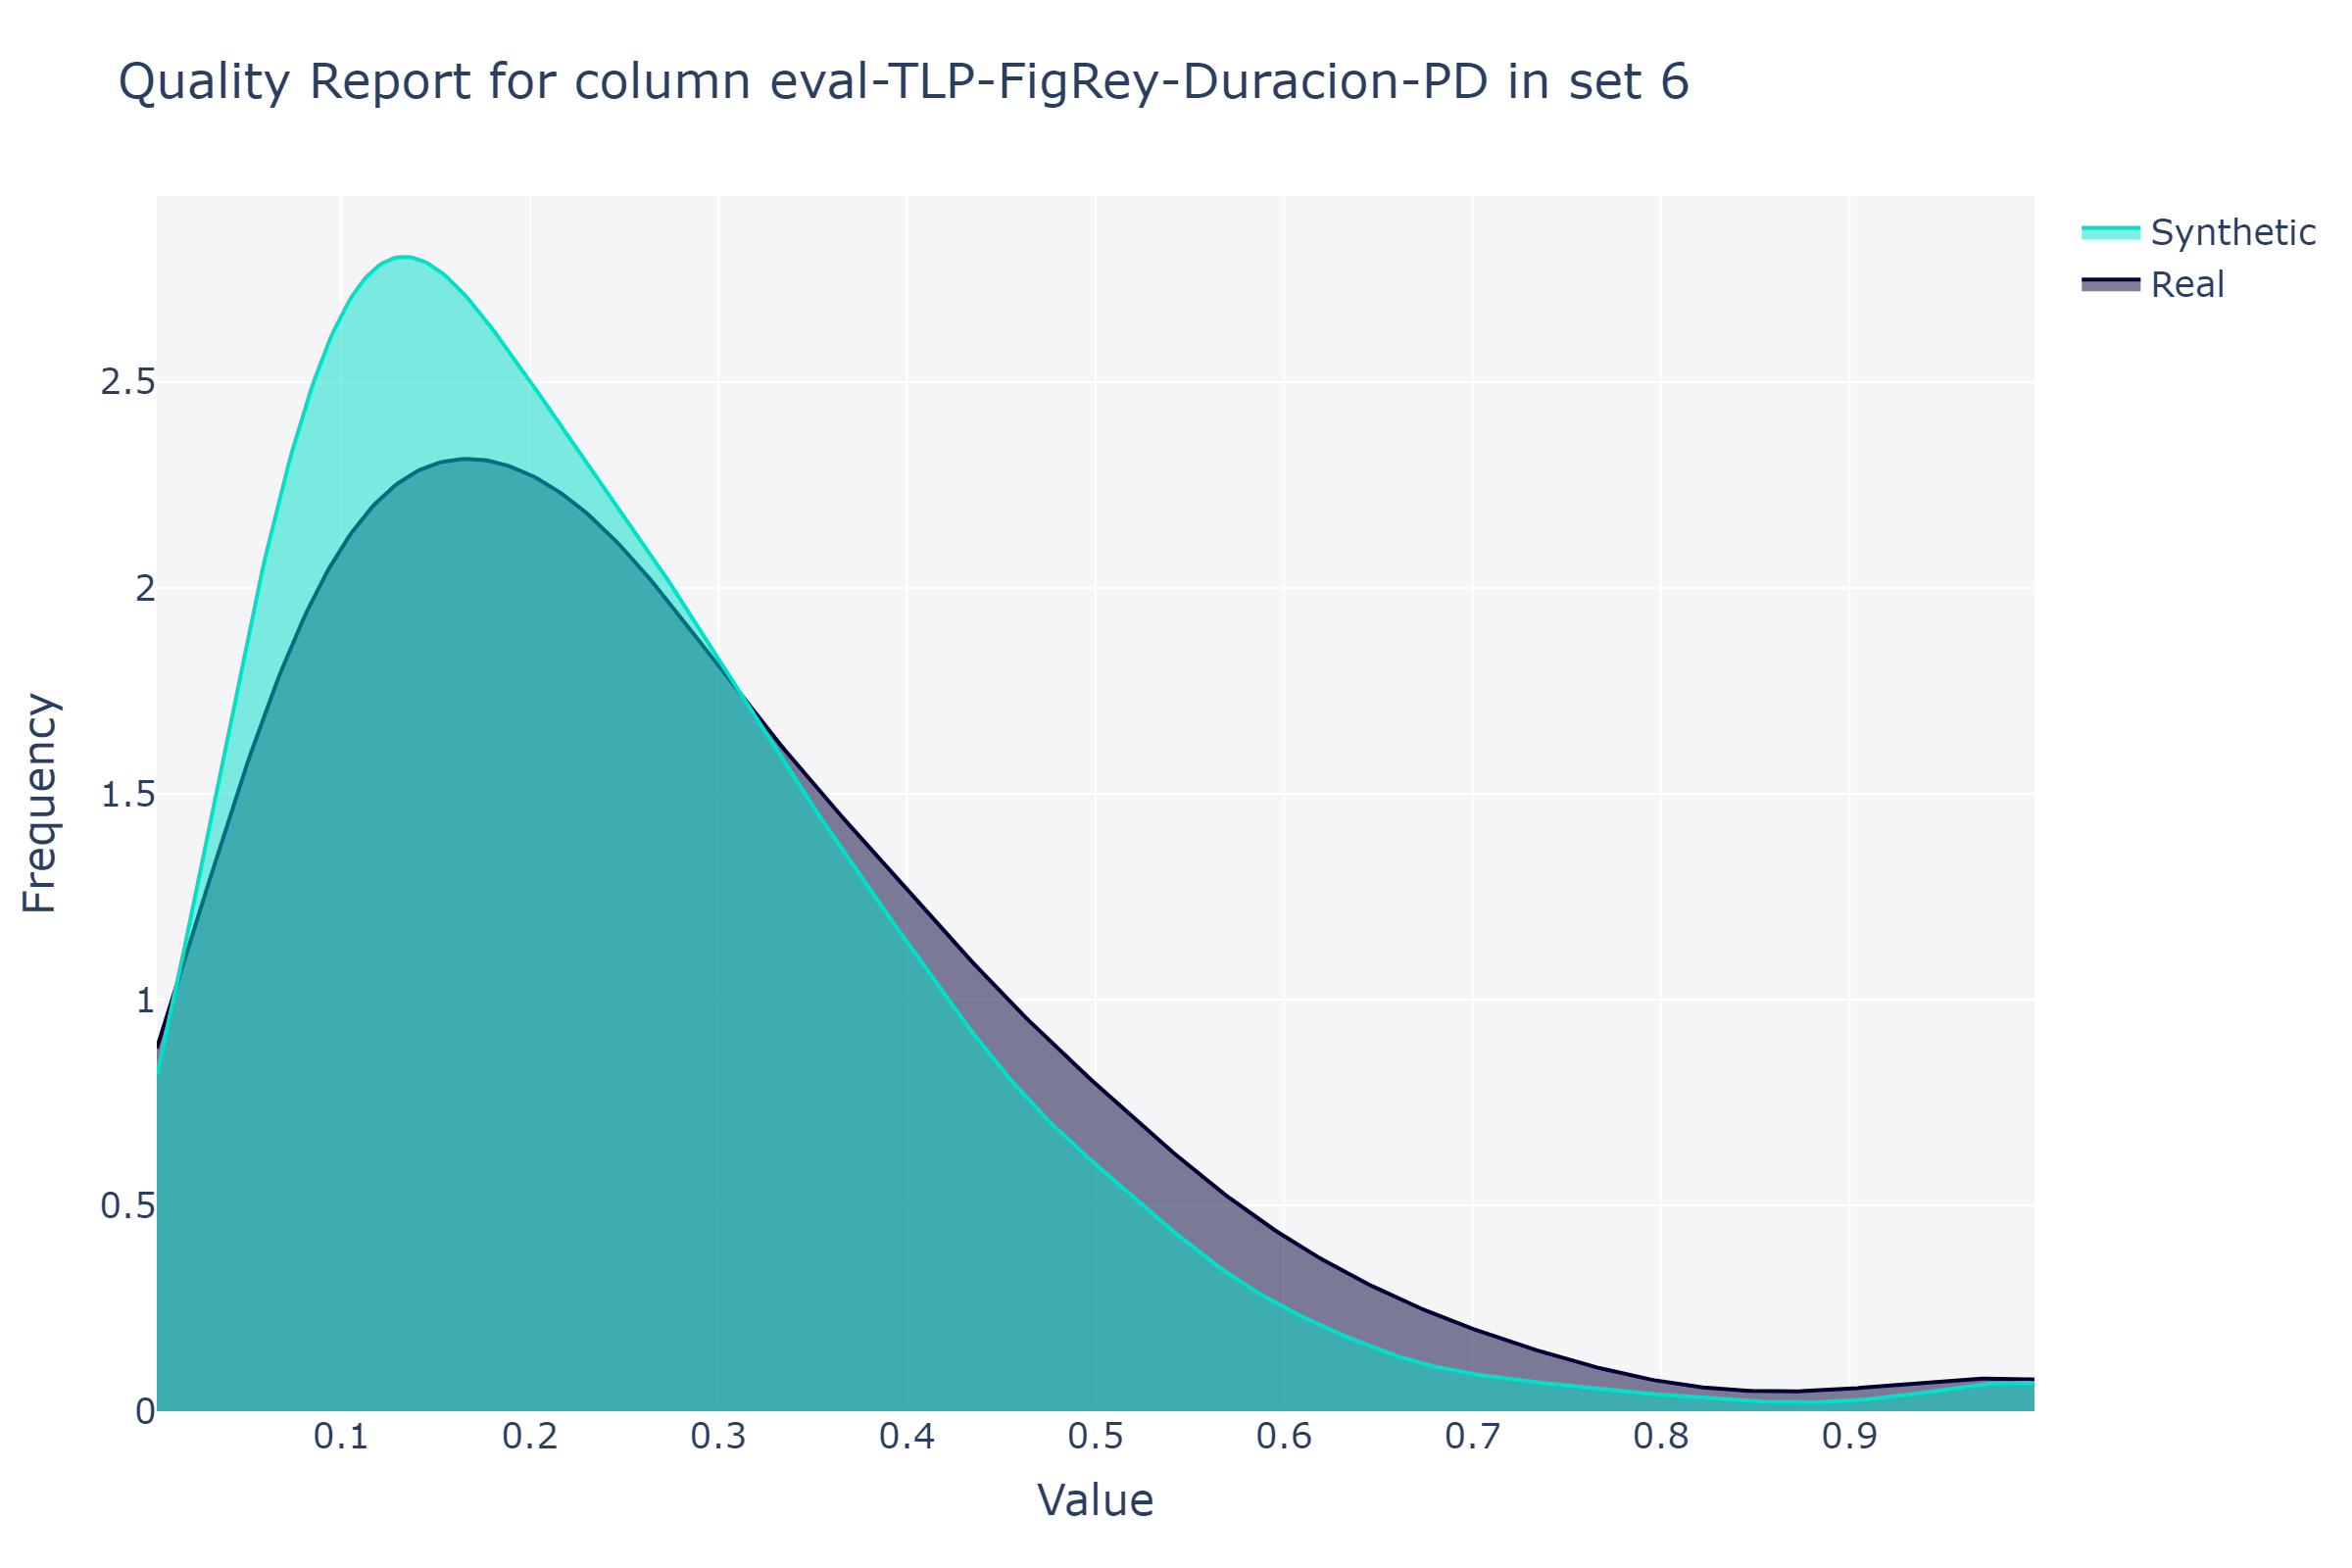 Quality Report for column eval-TLP-FigRey-Duracion-PD in set 6
Synthetic
Real
2.5
2
1.5
1
0.5
0
Frequency
0.1 0.2 0.3 0.4 0.5 0.6 0.7 0.8 0.9
Value